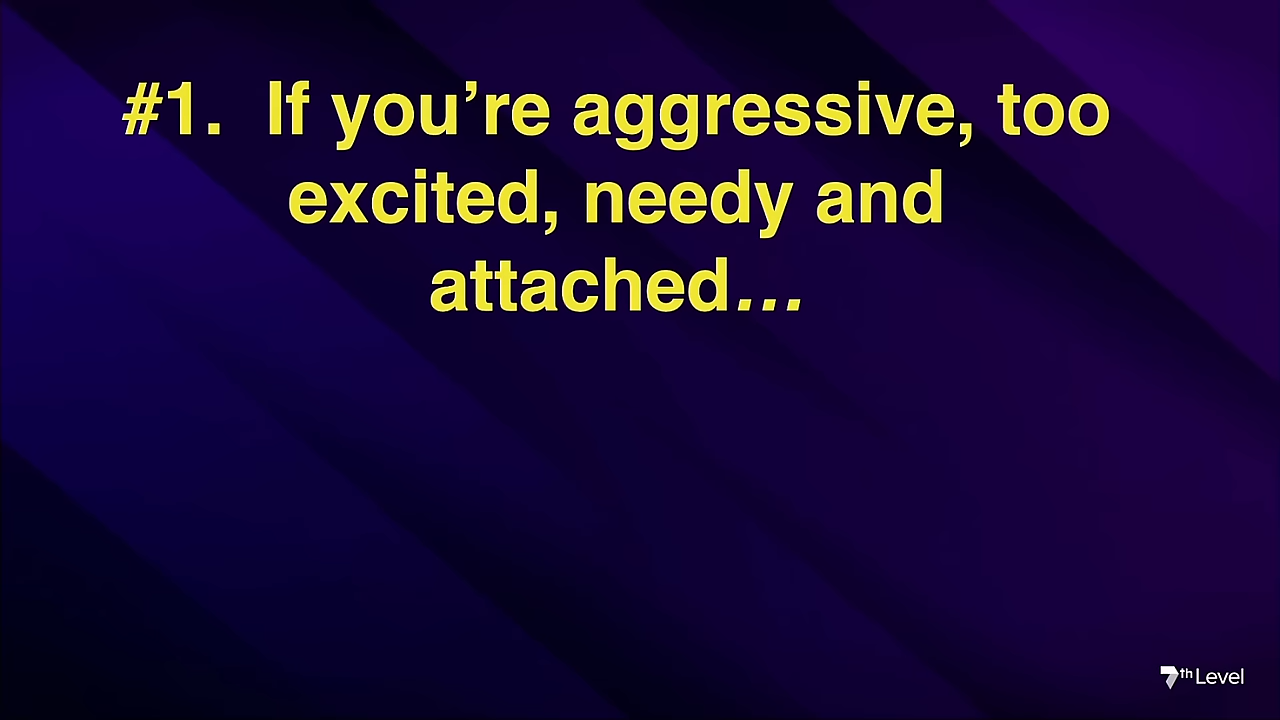 #1.  If you’re aggressive, too
excited, needy and
attached…
7th Level